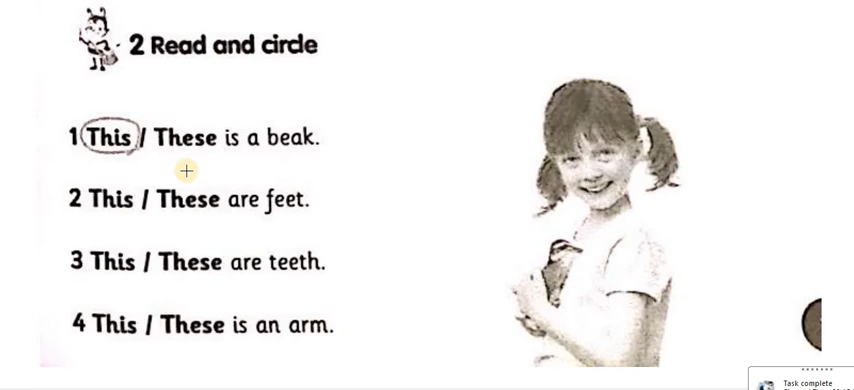 2 Read and circle
1 This / These is a beak.
2 This / These are feet.
3 This / These are teeth.
4 This / These is an arm.
Task complete